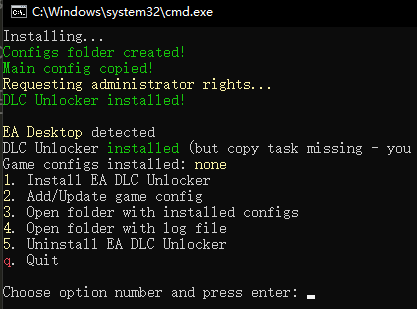 C:\Windows\system32\cmd.exe
Installing...
Configs folder created!
Main config copied!
Requesting administrator rights...
DLC Unlocker installed!
EA Desktop detected
DLC Unlocker installed (but copy task missing - you
Game configs installed: none
1. Install EA DLC Unlocker
2. Add/Update game config
3. Open folder with installed configs
4. Open folder with log file
5. Uninstall EA DLC Unlocker
q. Quit
Choose option number and press enter: